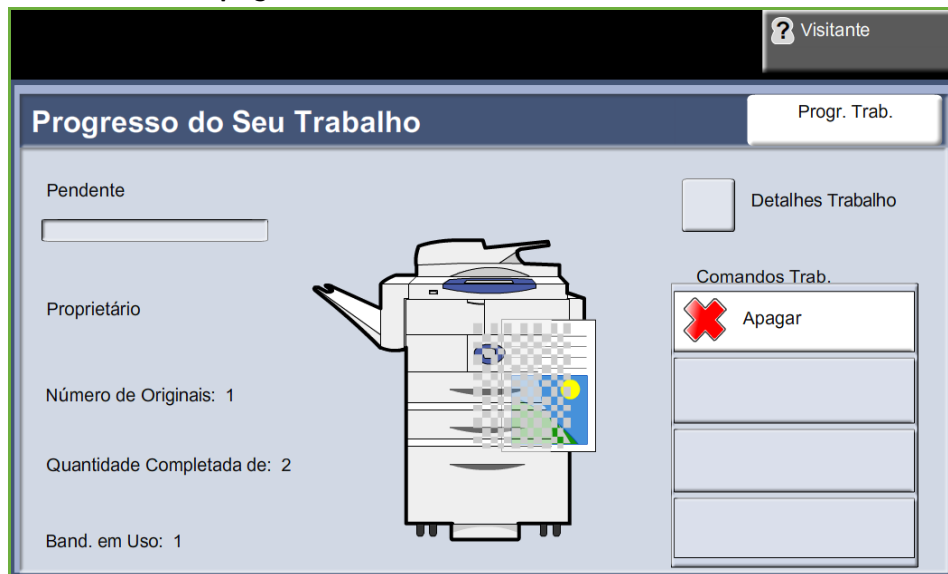 Visitante
Progresso do Seu Trabalho
Progr. Trab.
Pendente
Detalhes Trabalho
Comandos Trab.
Proprietário
Apagar
Número de Originais: 1
Quantidade Completada de: 2
Band. em Uso: 1